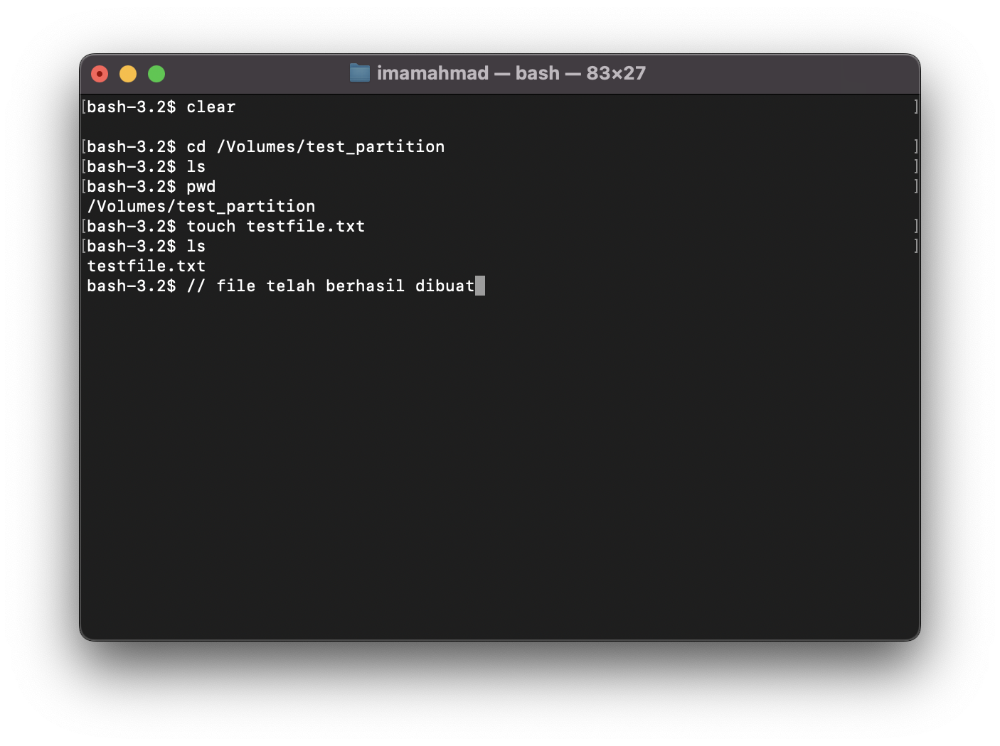 imamahmad — bash — 83×27
[bash-3.2$ clear ]
[bash-3.2$ cd /Volumes/test_partition ]
[bash-3.2$ ls ]
[bash-3.2$ pwd ]
/Volumes/test_partition
[bash-3.2$ touch testfile.txt ]
[bash-3.2$ ls ]
testfile.txt
bash-3.2$ // file telah berhasil dibuat